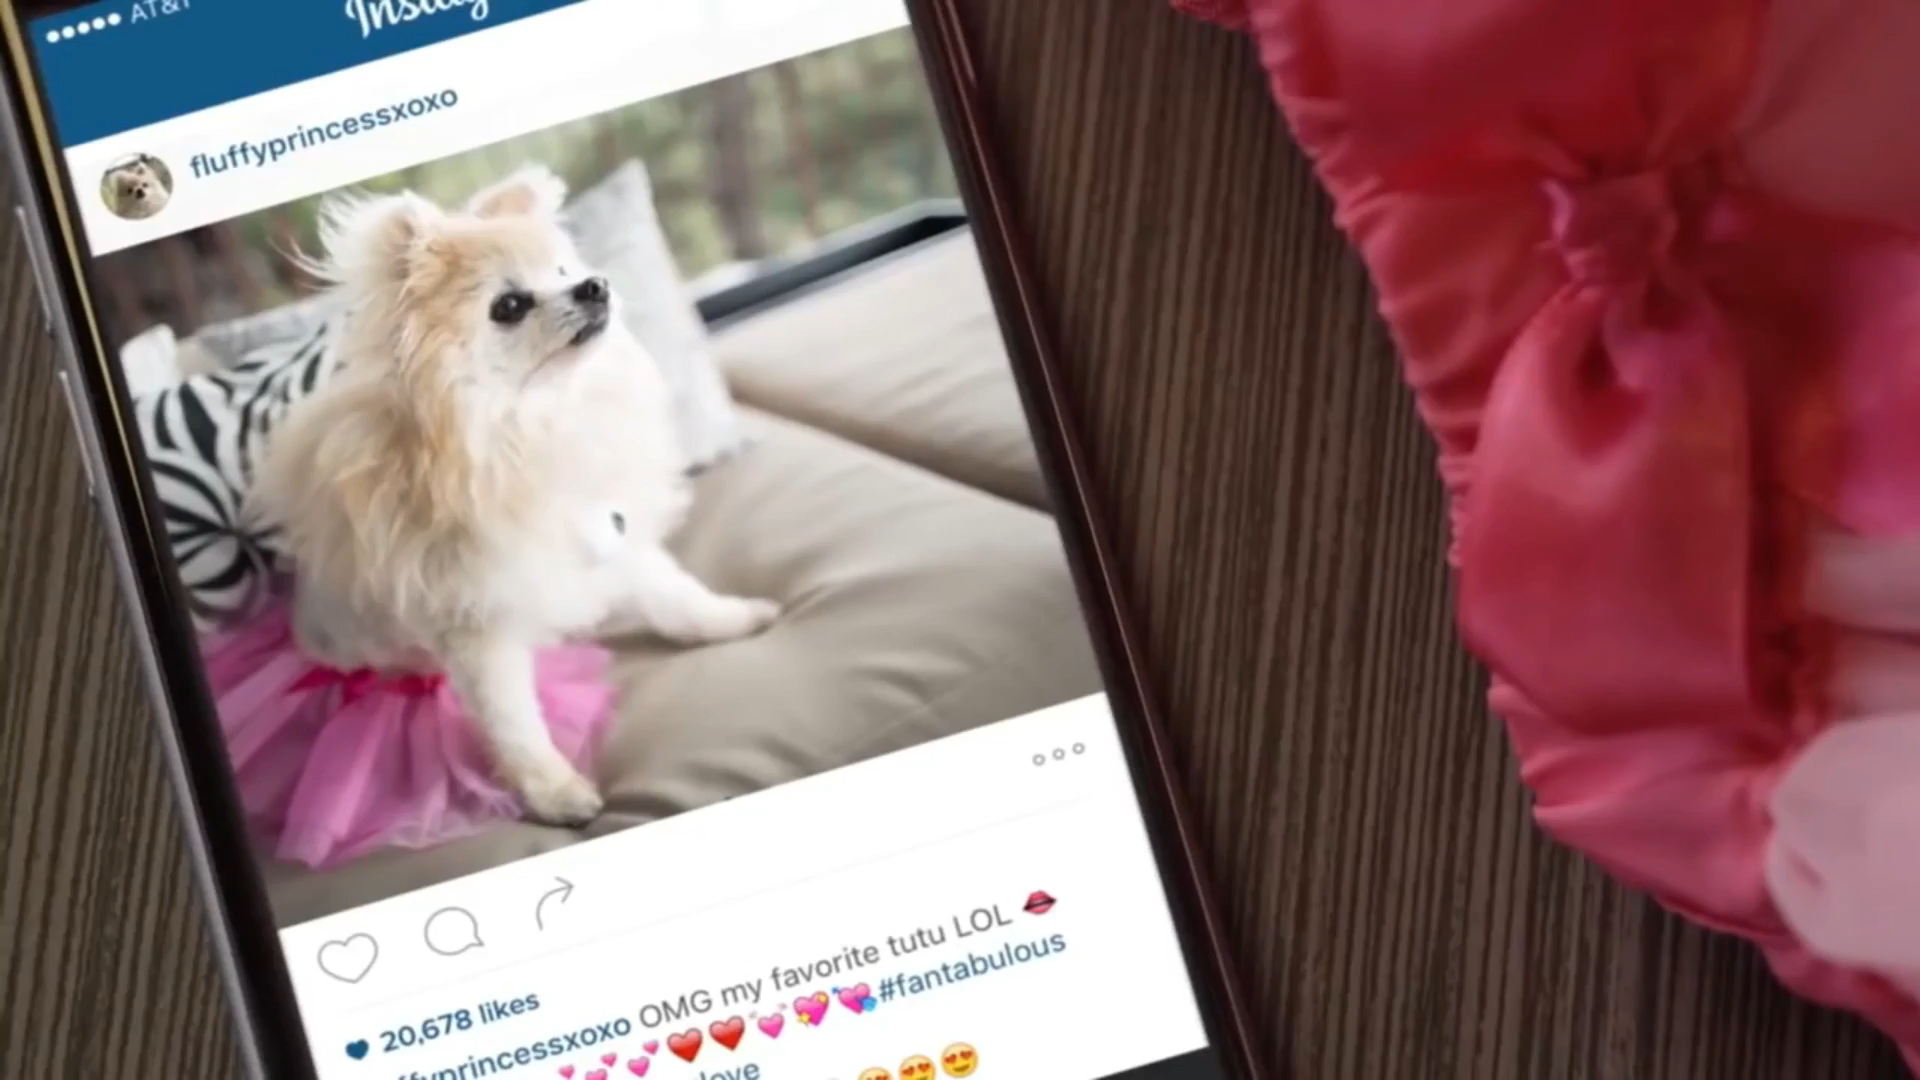 AT&T
fluffyprincessxoxo
20,678 likes
OMG my favorite tutu LOL
#fantabulous
love